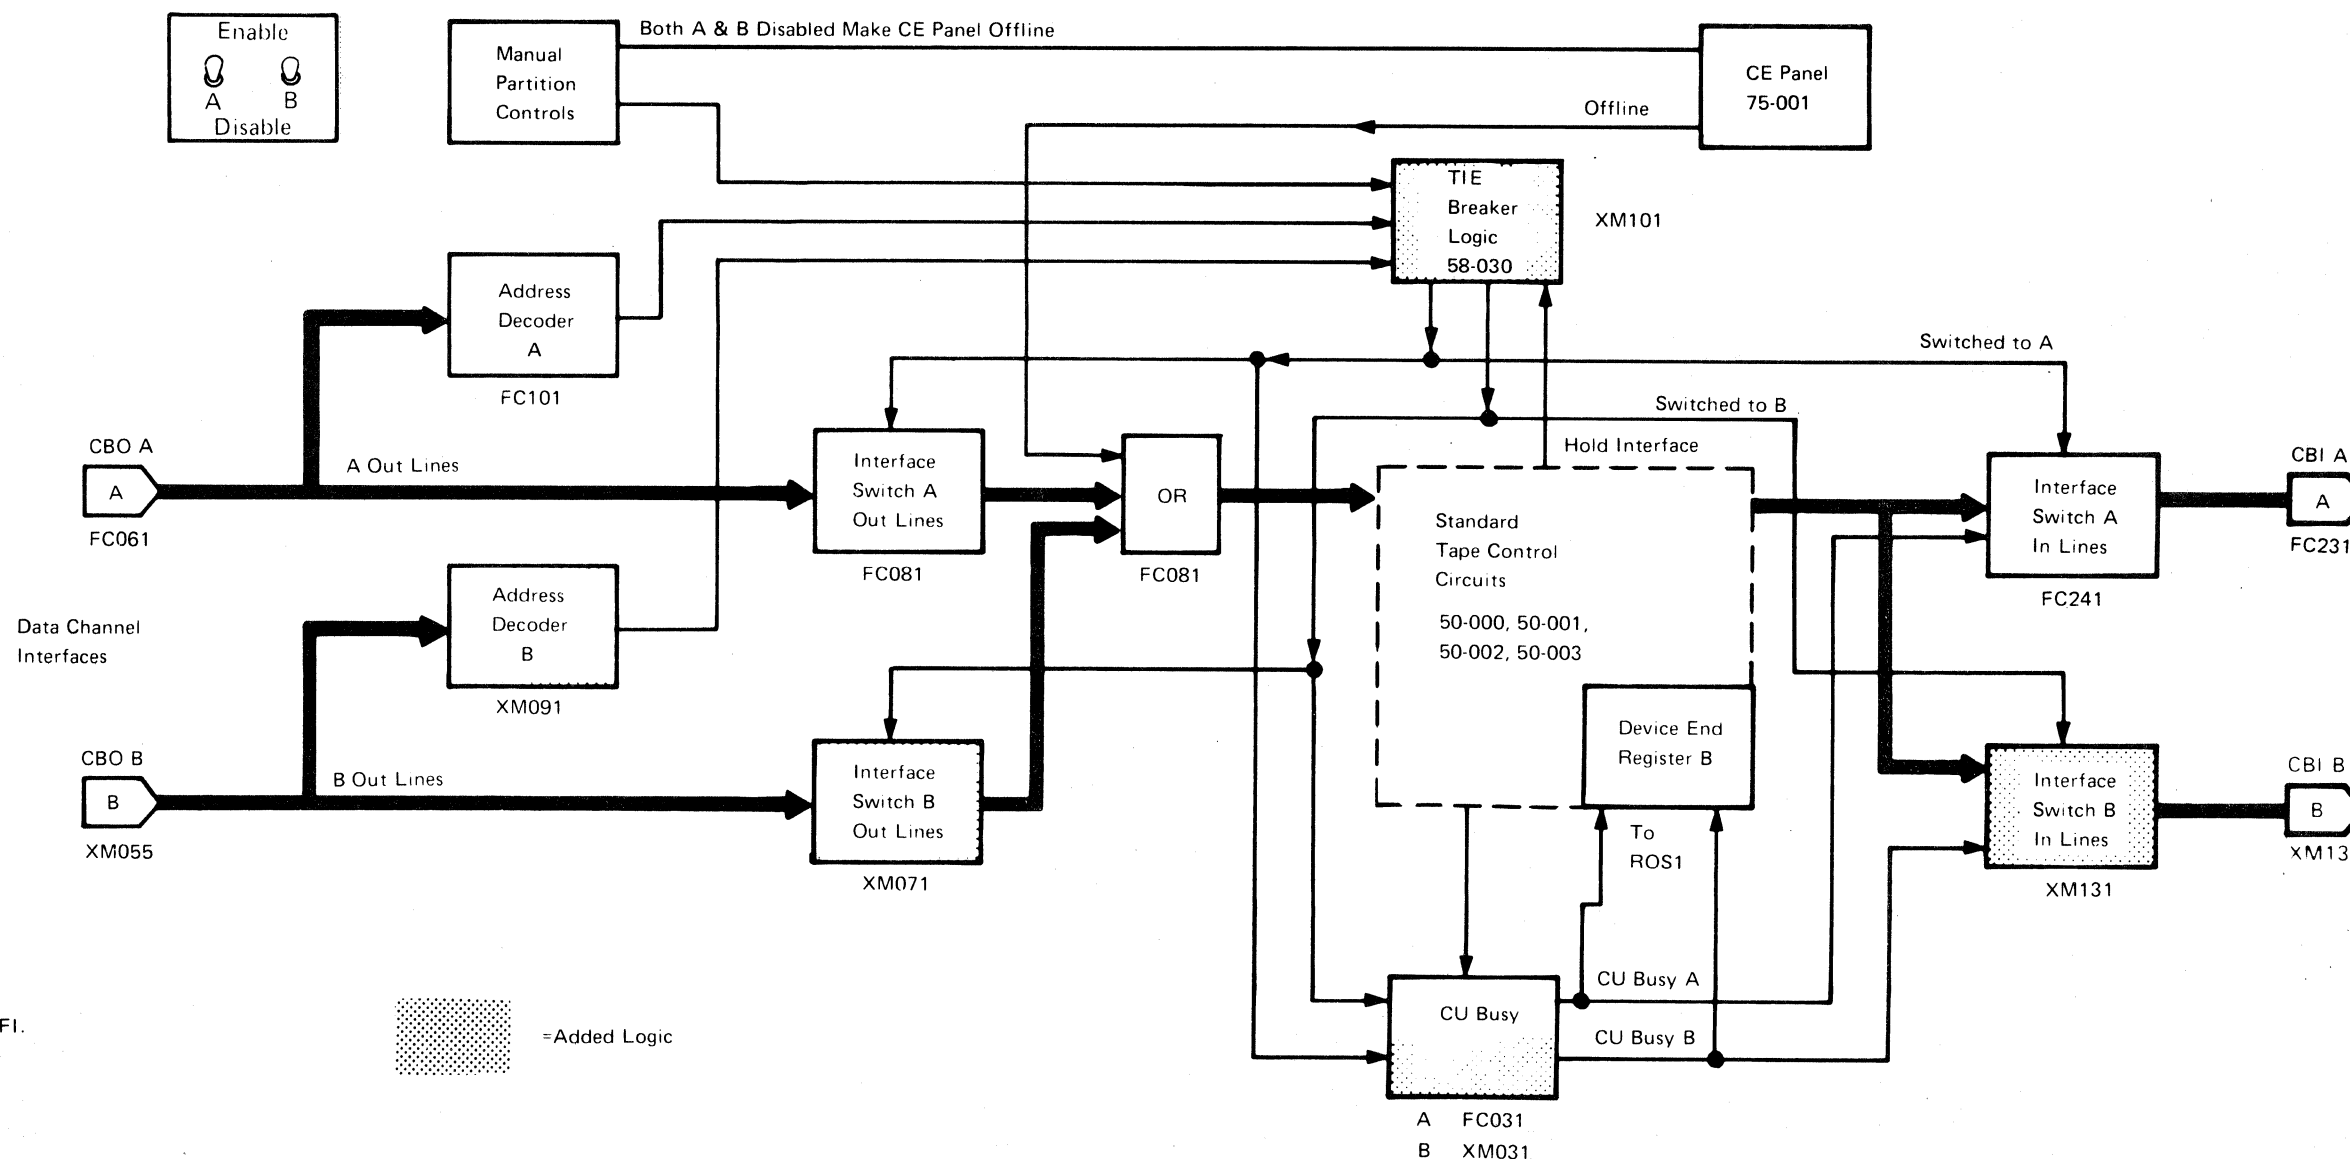 Enable
A B
Disable
Manual
Partition
Controls
Both A & B Disabled Make CE Panel Offline
CE Panel
75-001
Offline
TIE
Breaker
Logic
58-030
XM101
Address
Decoder
A
FC101
Switched to A
Switched to B
Hold Interface
CBO A
A
FC061
A Out Lines
Interface
Switch A
Out Lines
FC081
OR
FC081
Standard
Tape Control
Circuits
50-000, 50-001,
50-002, 50-003
Interface
Switch A
In Lines
FC241
CBI A
A
FC231
Data Channel
Interfaces
Address
Decoder
B
XM091
CBO B
B
XM055
B Out Lines
Interface
Switch B
Out Lines
XM071
Device End
Register B
To
ROS1
Interface
Switch B
In Lines
XM131
CBI B
B
XM13
CU Busy A
CU Busy
CU Busy B
A FC031
B XM031
FI.
=Added Logic